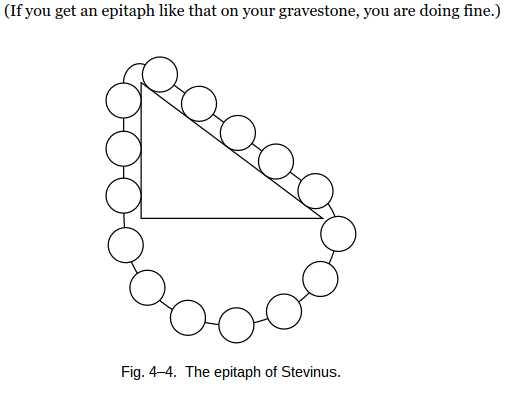 (If you get an epitaph like that on your gravestone, you are doing fine.)
Fig. 4–4. The epitaph of Stevinus.